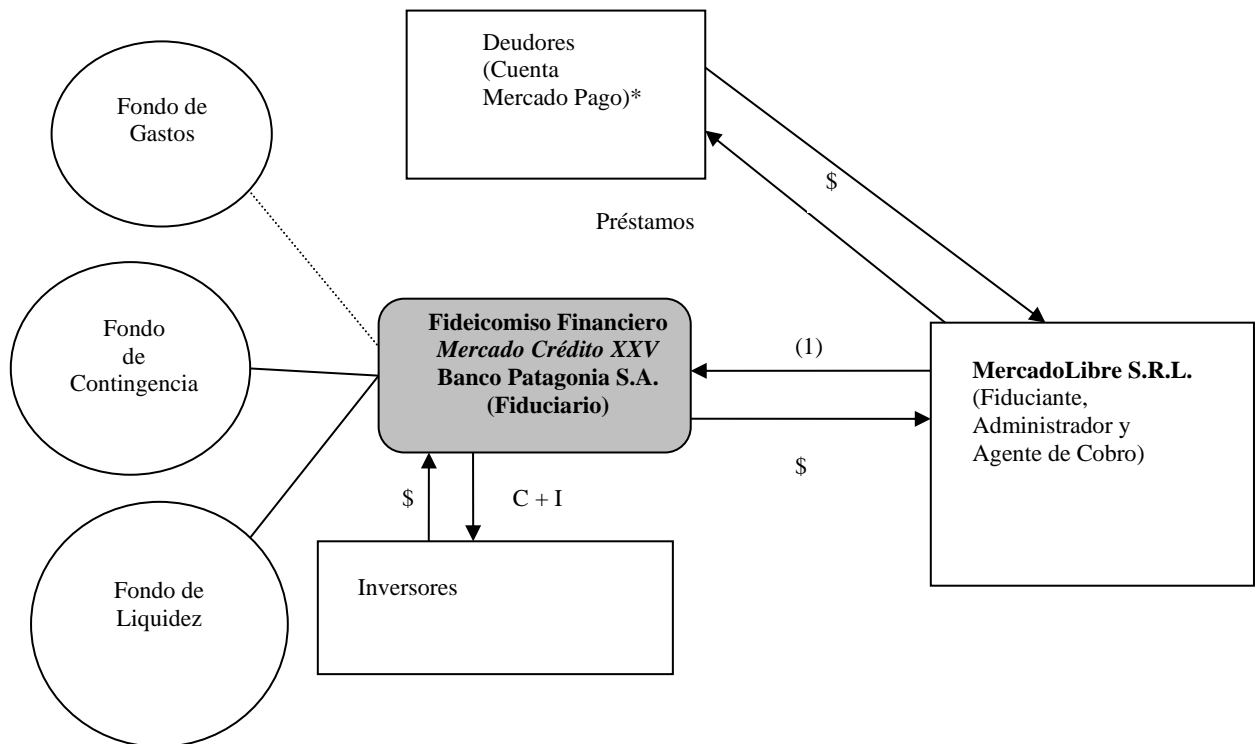 Deudores
(Cuenta
Mercado Pago)*
Fondo de
Gastos
$
Préstamos
Fondo
de
Contingencia
Fideicomiso Financiero
Mercado Crédito XXV
Banco Patagonia S.A.
(Fiduciario)
(1)
$
MercadoLibre S.R.L.
(Fiduciante,
Administrador y
Agente de Cobro)
$
C + I
Inversores
Fondo de
Liquidez